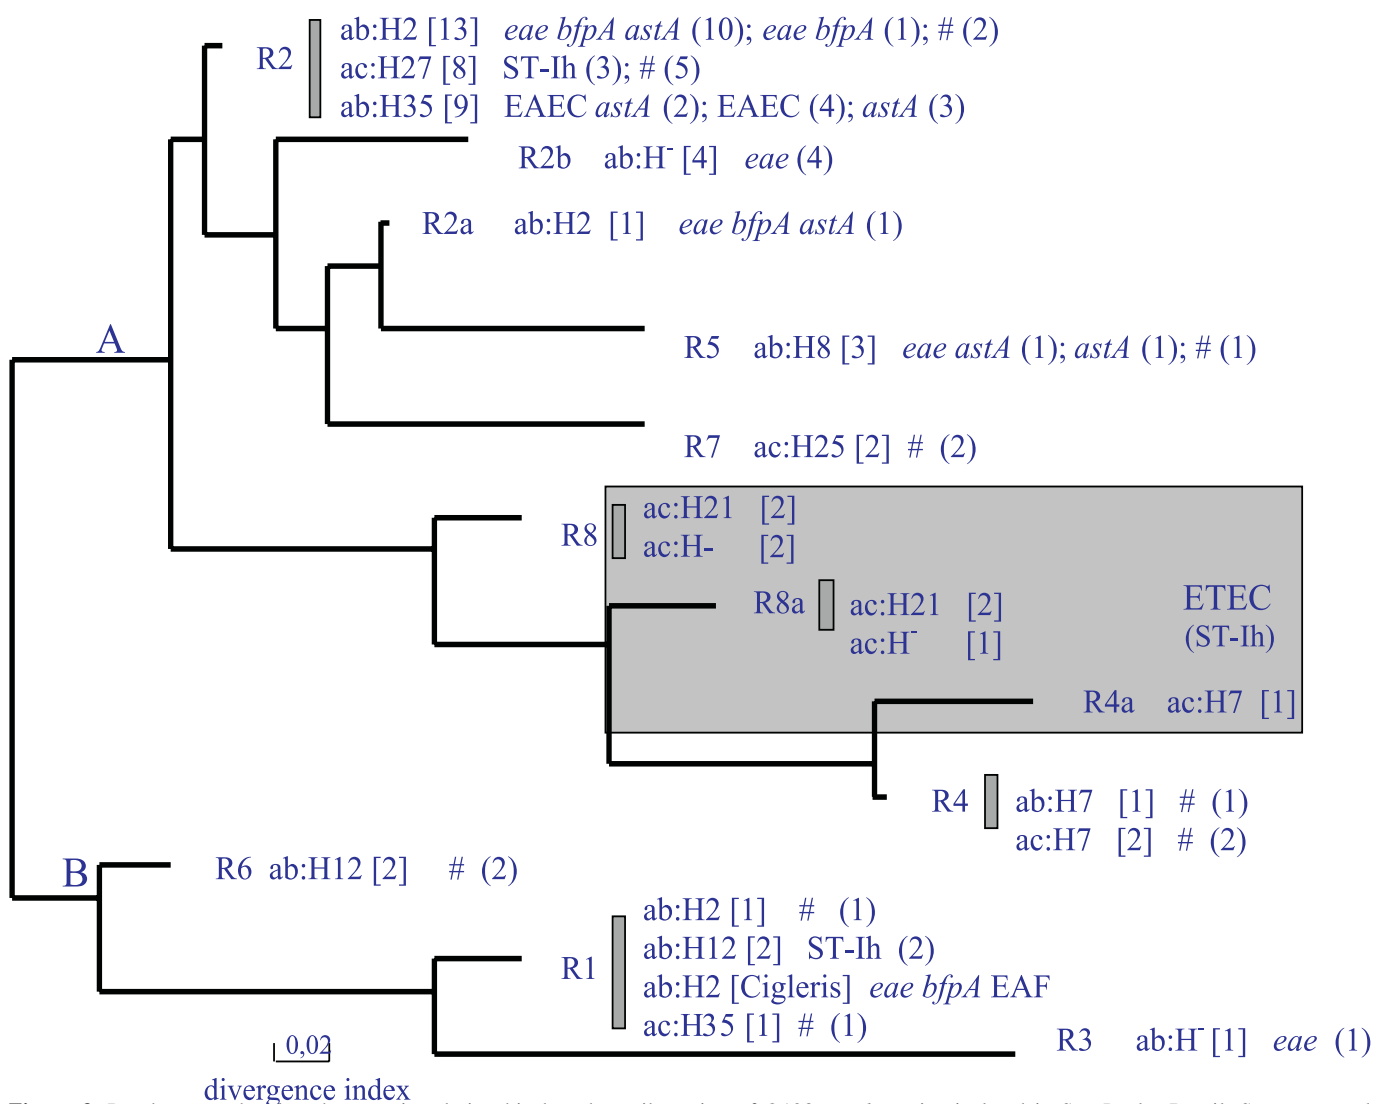 R2
ab:H2 [13] eae bfpA astA (10); eae bfpA (1); # (2)
ac:H27 [8] ST-Ih (3); # (5)
ab:H35 [9] EAEC astA (2); EAEC (4); astA (3)
R2b ab:H- [4] eae (4)
R2a ab:H2 [1] eae bfpA astA (1)
A
R5 ab:H8 [3] eae astA (1); astA (1); # (1)
R7 ac:H25 [2] # (2)
R8
ac:H21 [2]
ac:H- [2]
R8a
ac:H21 [2]
ac:H- [1]
ETEC
(ST-Ih)
R4a ac:H7 [1]
R4
ab:H7 [1] # (1)
ac:H7 [2] # (2)
B
R6 ab:H12 [2] # (2)
R1
ab:H2 [1] # (1)
ab:H12 [2] ST-Ih (2)
ab:H2 [Cigleris] eae bfpA EAF
ac:H35 [1] # (1)
R3 ab:H- [1] eae (1)
0,02
divergence index